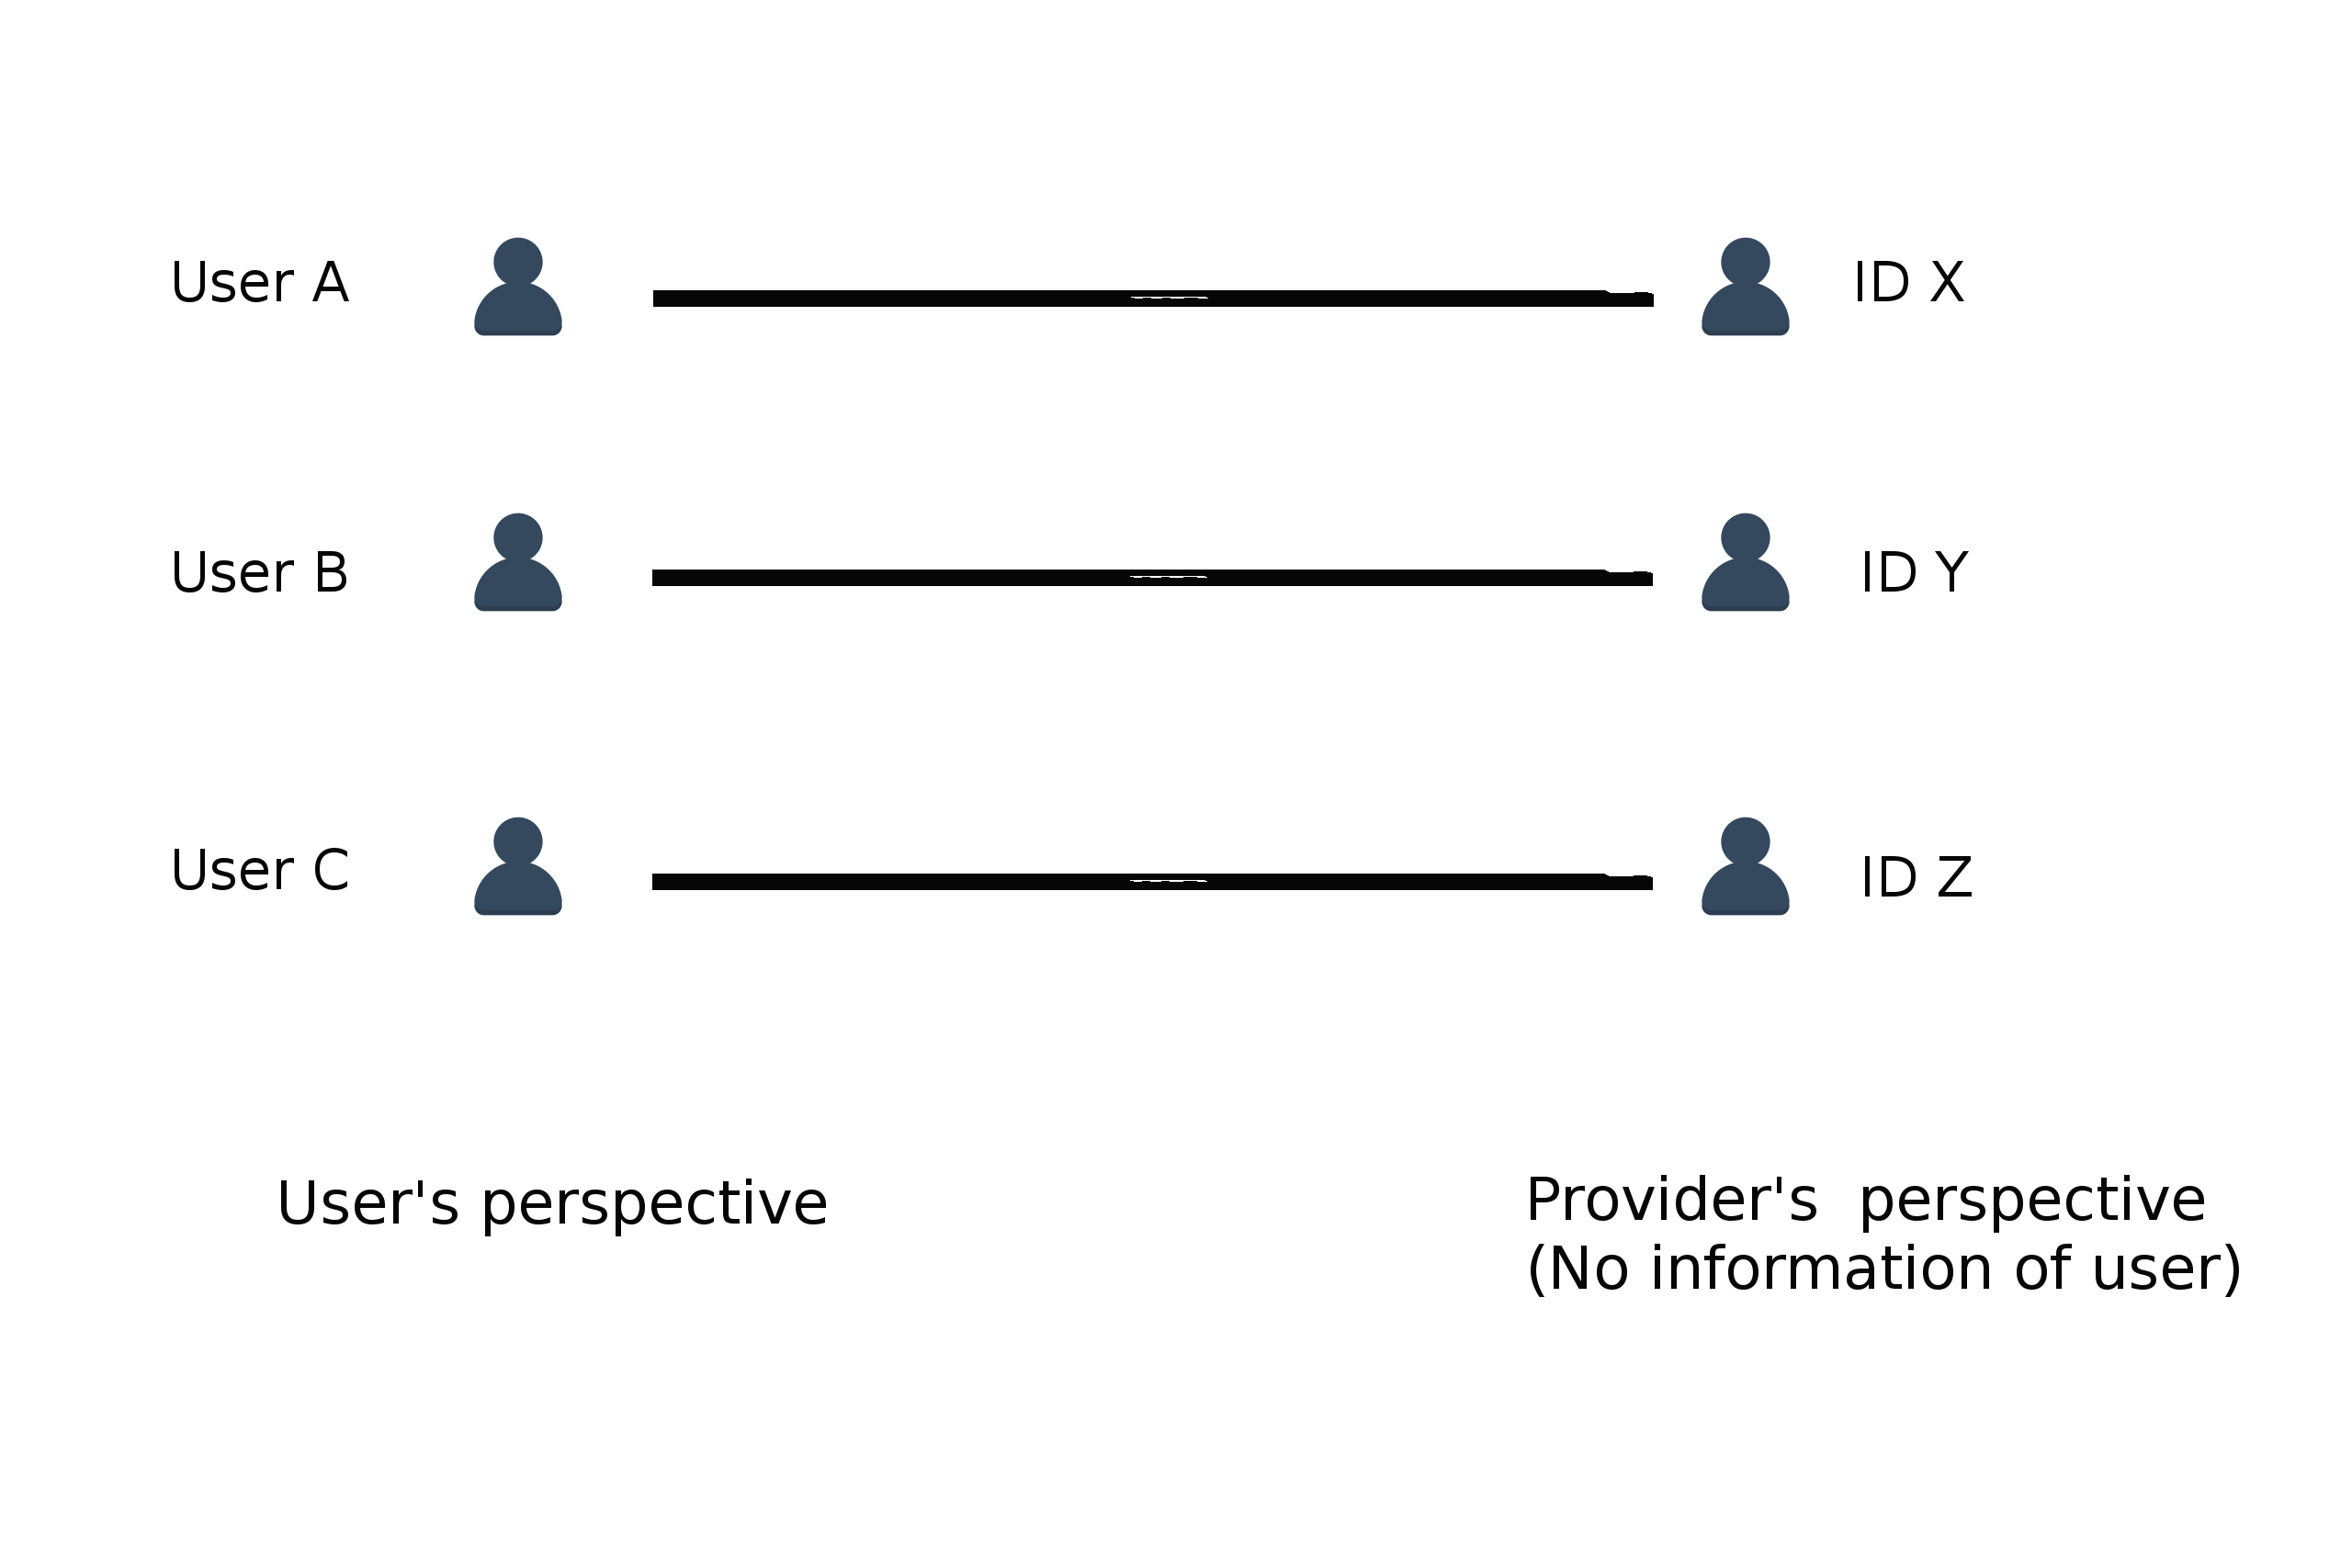 User A
ID X
User B
ID Y
User C
ID Z
User's perspective
Provider's  perspective
(No information of user)